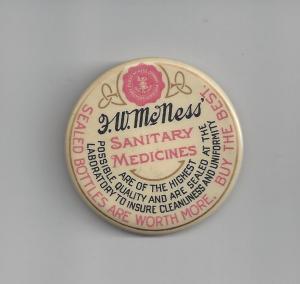 F.W. McNess'
SANITARY
MEDICINES
ARE OF THE HIGHEST
POSSIBLE QUALITY AND ARE SEALED AT THE
LABORATORY TO INSURE CLEANLINESS AND UNIFORMITY
SEALED BOTTLES ARE WORTH MORE. BUY THE BEST.